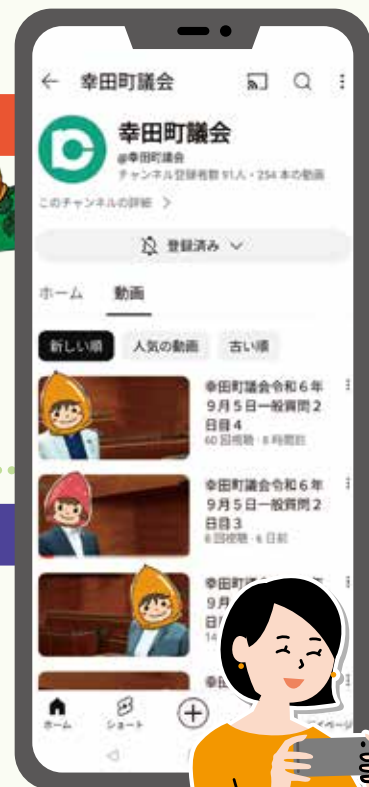 幸田町議会
幸田町議会
@幸田町議会
チャンネル登録者数 91人・254 本の動画
このチャンネルの詳細 >
登録済み
ホーム 動画
新しい順 人気の動画 古い順
幸田町議会令和6年
9月5日一般質問2
日目4
60 回視聴・6 時間前
幸田町議会令和6年
9月5日一般質問2
日目3
6 回視聴・6 日前
幸田町
9月
日
14
ホーム ショート